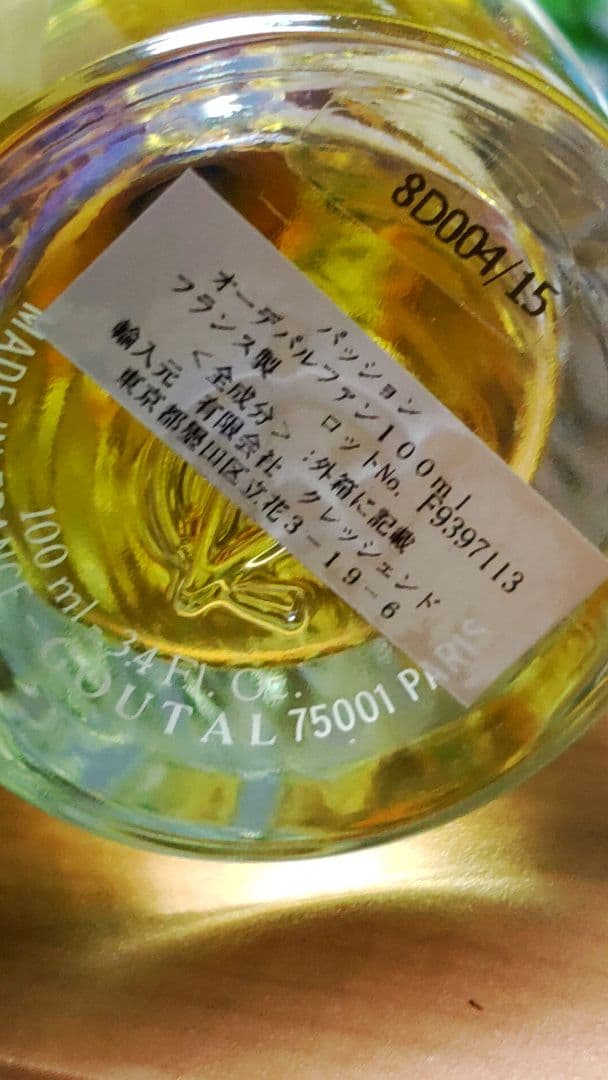 8D004/15
パッション
オーデパルファン100ml
フランス製 ロットNo. F9397113
<全成分>:外箱に記載
輸入元 有限会社 クレッシェンド
東京都墨田区立花3-19-6
MADE IN FRANCE - GOUTAL 75001 PARIS
100 ml - 3.4 Fl. Oz.